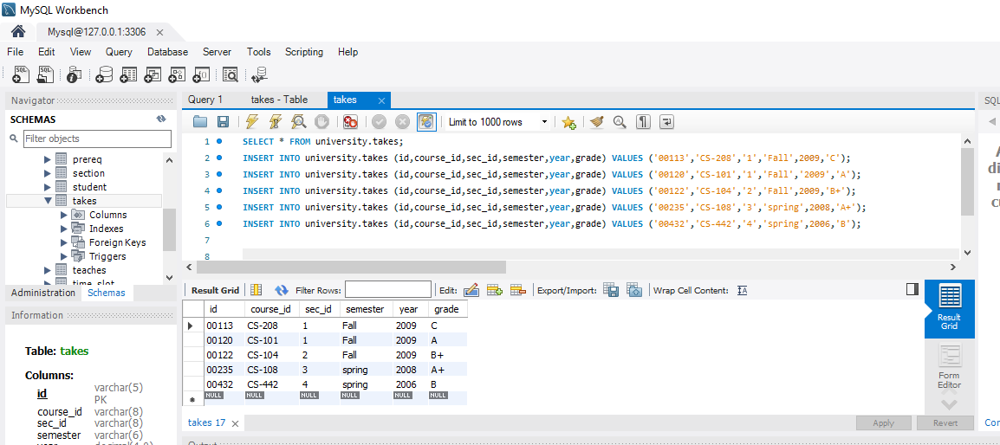 MySQL Workbench
Mysql@127.0.0.1:3306 ×
File Edit View Query Database Server Tools Scripting Help
Navigator
Query 1 takes - Table takes ×
SCHEMAS
Limit to 1000 rows
Filter objects
prereq
section
student
takes
Columns
Indexes
Foreign Keys
Triggers
teaches
time_slot
Administration Schemas
1 SELECT * FROM university.takes;
2 INSERT INTO university.takes (id,course_id,sec_id,semester,year,grade) VALUES ('00113','CS-208','1','Fall',2009,'C');
3 INSERT INTO university.takes (id,course_id,sec_id,semester,year,grade) VALUES ('00120','CS-101','1','Fall',2009','A');
4 INSERT INTO university.takes (id,course_id,sec_id,semester,year,grade) VALUES ('00122','CS-104','2','Fall',2009,'B+');
5 INSERT INTO university.takes (id,course_id,sec_id,semester,year,grade) VALUES ('00235','CS-108','3','spring',2008,'A+');
6 INSERT INTO university.takes (id,course_id,sec_id,semester,year,grade) VALUES ('00432','CS-442','4','spring',2006,'B');
7
8
Result Grid Filter Rows: Edit: Export/Import: Wrap Cell Content: IA
id course_id sec_id semester year grade
00113 CS-208 1 Fall 2009 C
00120 CS-101 1 Fall 2009 A
00122 CS-104 2 Fall 2009 B+
00235 CS-108 3 spring 2008 A+
00432 CS-442 4 spring 2006 B
NULL NULL NULL NULL NULL NULL
Result
Grid
Form
Editor
takes 17 ×
Apply Revert
Information
Table: takes
Columns:
id varchar(5)
PK
course_id varchar(8)
sec_id varchar(8)
semester varchar(6)
Output
SQL